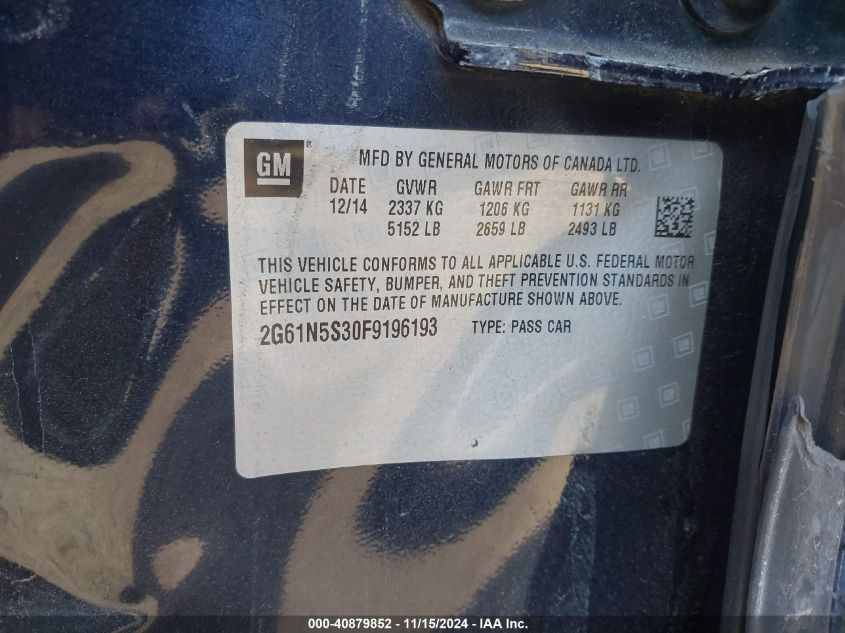 GM ®
MFD BY GENERAL MOTORS OF CANADA LTD.
DATE GVWR GAWR FRT GAWR RR
12/14 2337 KG 1206 KG 1131 KG
5152 LB 2659 LB 2493 LB
THIS VEHICLE CONFORMS TO ALL APPLICABLE U.S. FEDERAL MOTOR
VEHICLE SAFETY, BUMPER, AND THEFT PREVENTION STANDARDS IN
EFFECT ON THE DATE OF MANUFACTURE SHOWN ABOVE.
2G61N5S30F9196193 TYPE: PASS CAR
000-40879852 - 11/15/2024 - IAA Inc.